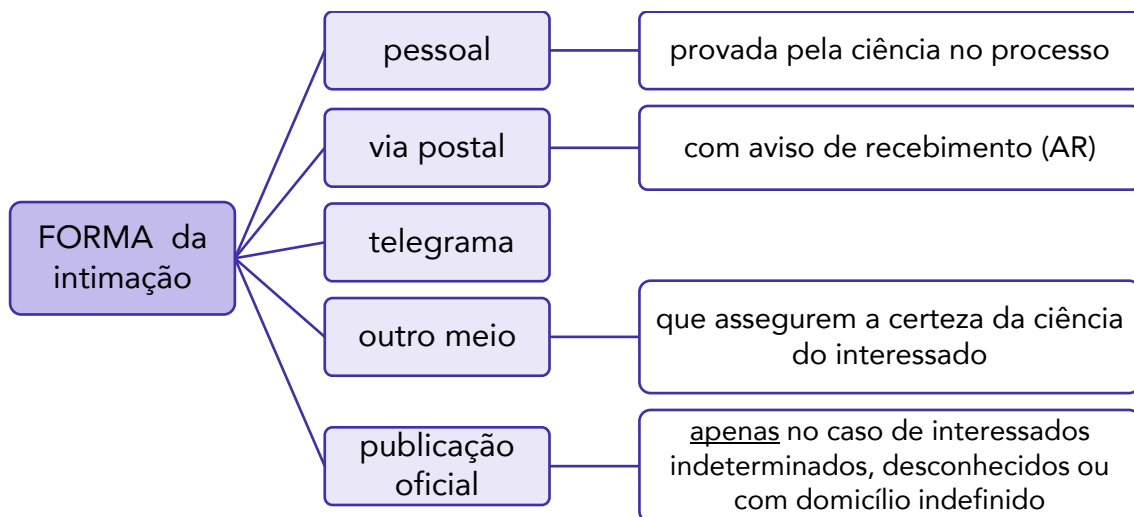 FORMA da
intimação
pessoal
provada pela ciência no processo
via postal
com aviso de recebimento (AR)
telegrama
outro meio
que assegurem a certeza da ciência
do interessado
publicação
oficial
apenas no caso de interessados
indeterminados, desconhecidos ou
com domicílio indefinido